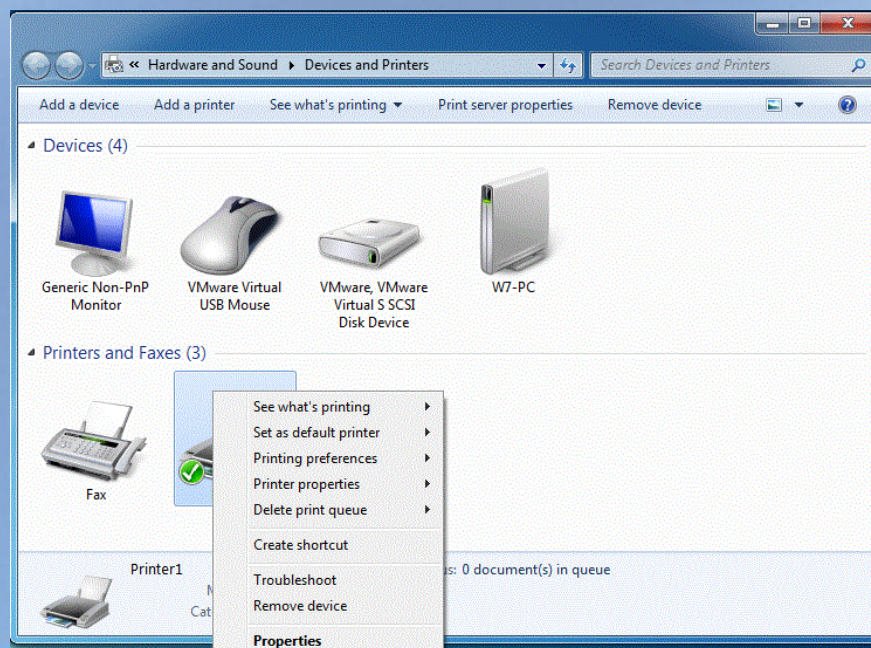 « Hardware and Sound ▸ Devices and Printers
Search Devices and Printers
Add a device Add a printer See what's printing Print server properties Remove device
Devices (4)
Generic Non-PnP
Monitor
VMware Virtual
USB Mouse
VMware, VMware
Virtual S SCSI
Disk Device
W7-PC
Printers and Faxes (3)
Fax
See what's printing
Set as default printer
Printing preferences
Printer properties
Delete print queue
Create shortcut
Troubleshoot
Remove device
Properties
Printer1
0 document(s) in queue